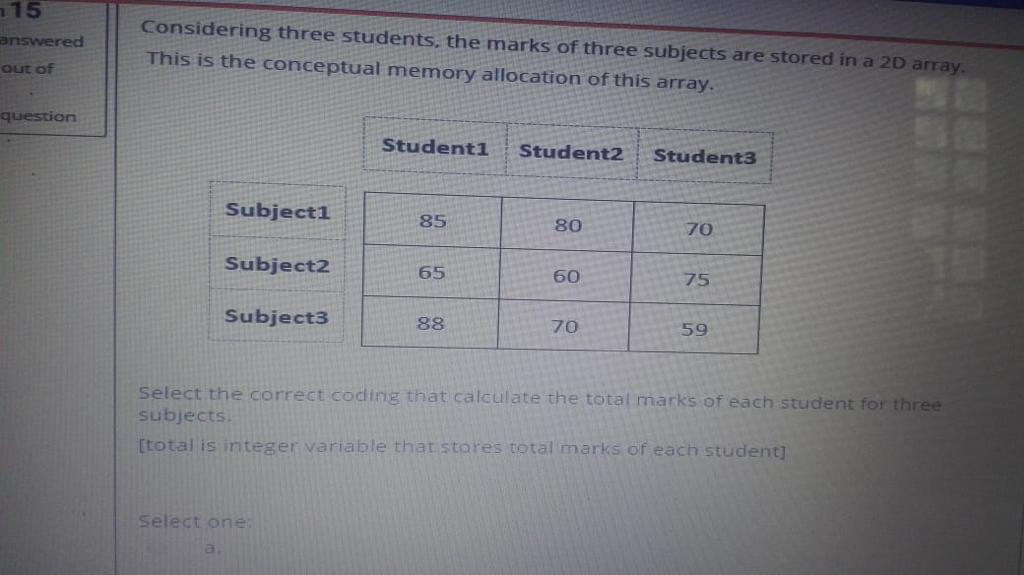 15
answered
out of
question
Considering three students, the marks of three subjects are stored in a 2D array.
This is the conceptual memory allocation of this array.
Student1 Student2 Student3
Subject1 85 80 70
Subject2 65 60 75
Subject3 88 70 59
Select the correct coding that calculate the total marks of each student for three
subjects.
[total is integer variable that stores total marks of each student]
Select one:
a.